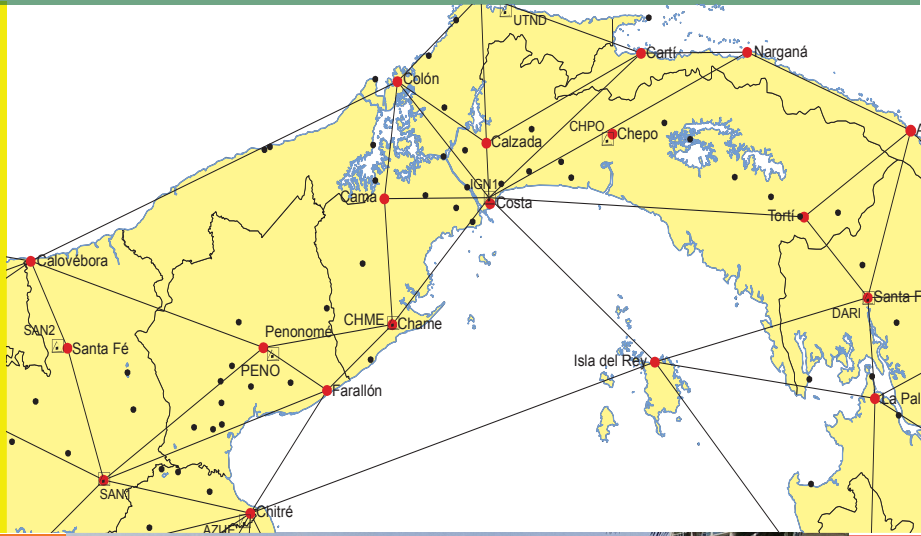 UTND
Cartí
Narganá
Colón
CHPO
Chepo
Calzada
IGN1
Cama
Costa
Tortí
Calovébora
Santa F
DARI
CHME
Chame
SAN2
Penonomé
Santa Fé
PENO
Isla del Rey
Farallón
La Pal
SAN1
Chitré